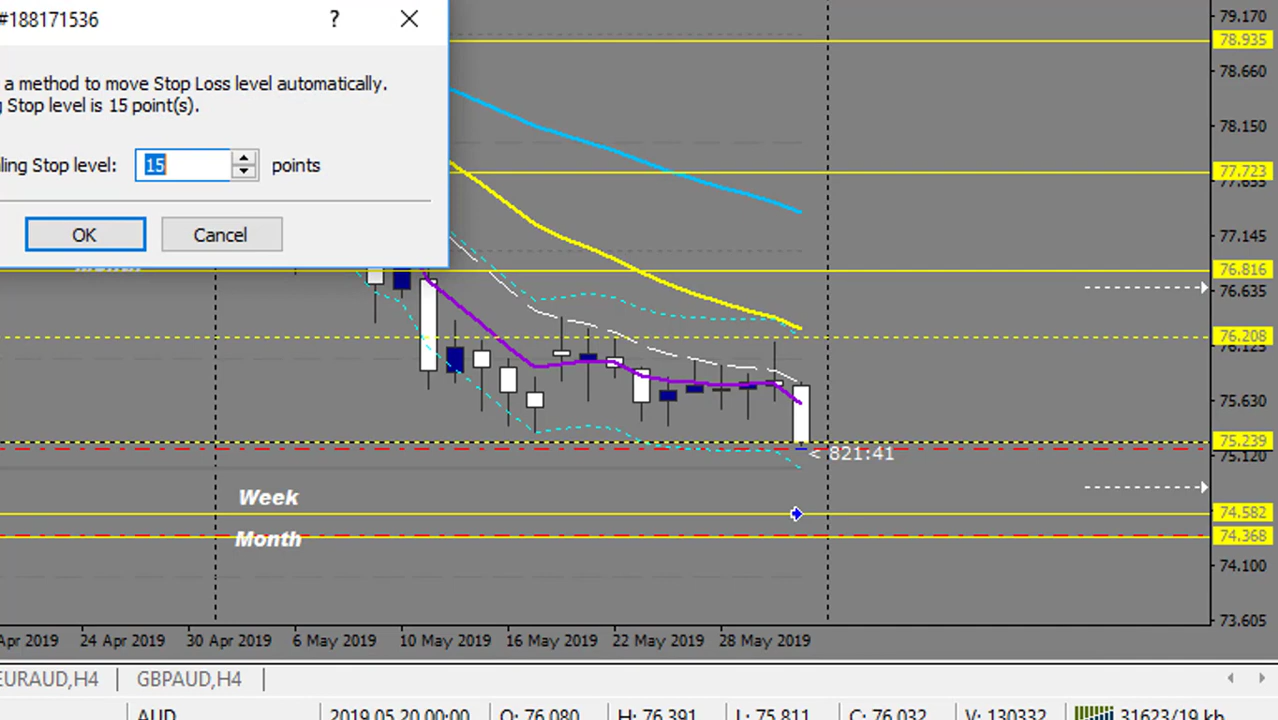 #188171536 ?
a method to move Stop Loss level automatically.
Stop level is 15 point(s).
ling Stop level: 15 points
OK Cancel
79.170
78.935
78.660
78.150
77.723
77.145
76.816
76.635
76.208
75.630
75.239
75.120
< 821:41
Week
74.582
Month
74.368
74.100
73.605
Apr 2019 24 Apr 2019 30 Apr 2019 6 May 2019 10 May 2019 16 May 2019 22 May 2019 28 May 2019
EURAUD,H4 | GBPAUD,H4 |
AUD 2019.05.20 00:00 O: 76.080 H: 76.391 L: 75.811 C: 76.032 V: 130332 31623/19 kb